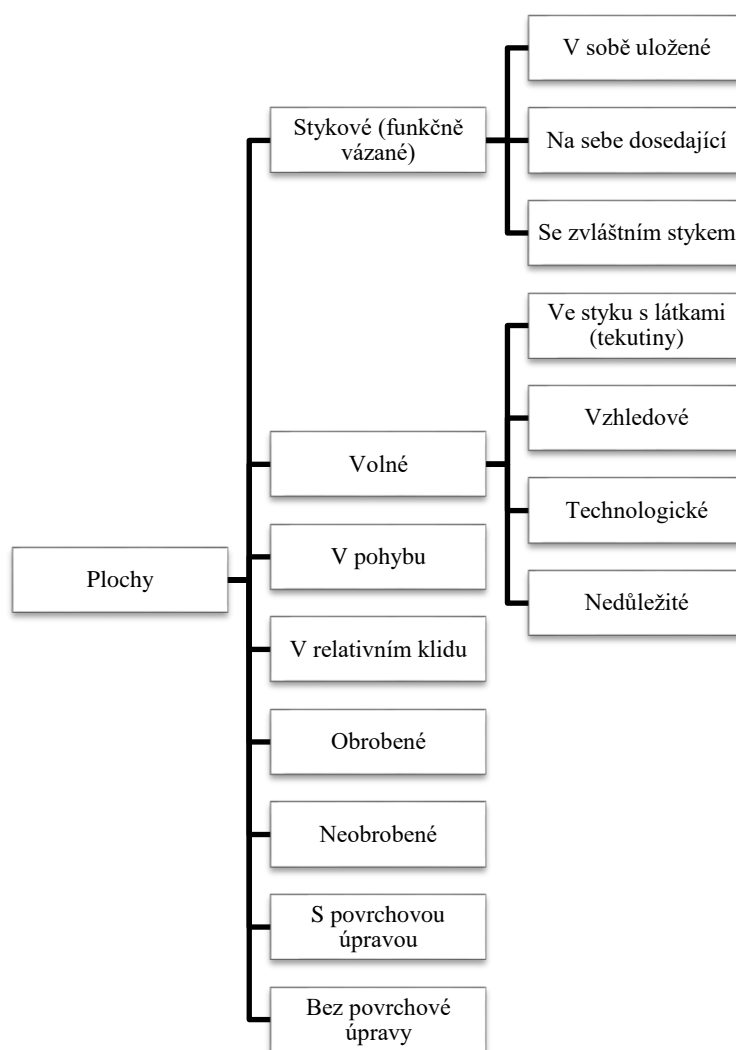 Plochy
Stykové (funkčně
vázané)
V sobě uložené
Na sebe dosedající
Se zvláštním stykem
Volné
Ve styku s látkami
(tekutiny)
Vzhledové
Technologické
Nedůležité
V pohybu
V relativním klidu
Obrobené
Neobrobené
S povrchovou
úpravou
Bez povrchové
úpravy